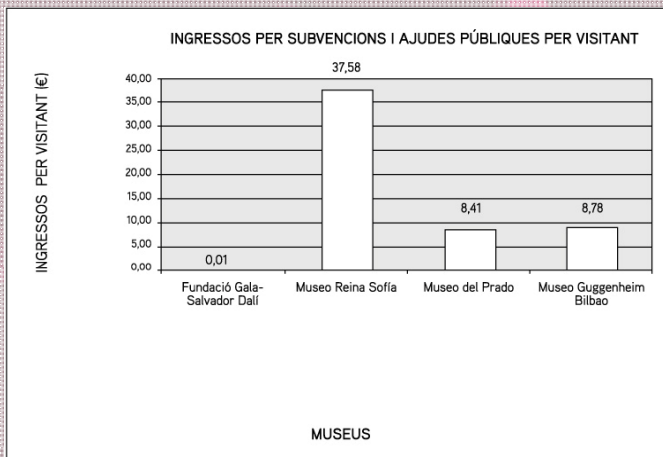 INGRESSOS PER SUBVENCIONS I AJUDES PÚBLIQUES PER VISITANT
INGRESSOS PER VISITANT (€)
40,00
35,00
30,00
25,00
20,00
15,00
10,00
5,00
0,00
0,01
37,58
8,41
8,78
Fundació Gala-
Salvador Dalí
Museo Reina Sofía
Museo del Prado
Museo Guggenheim
Bilbao
MUSEUS